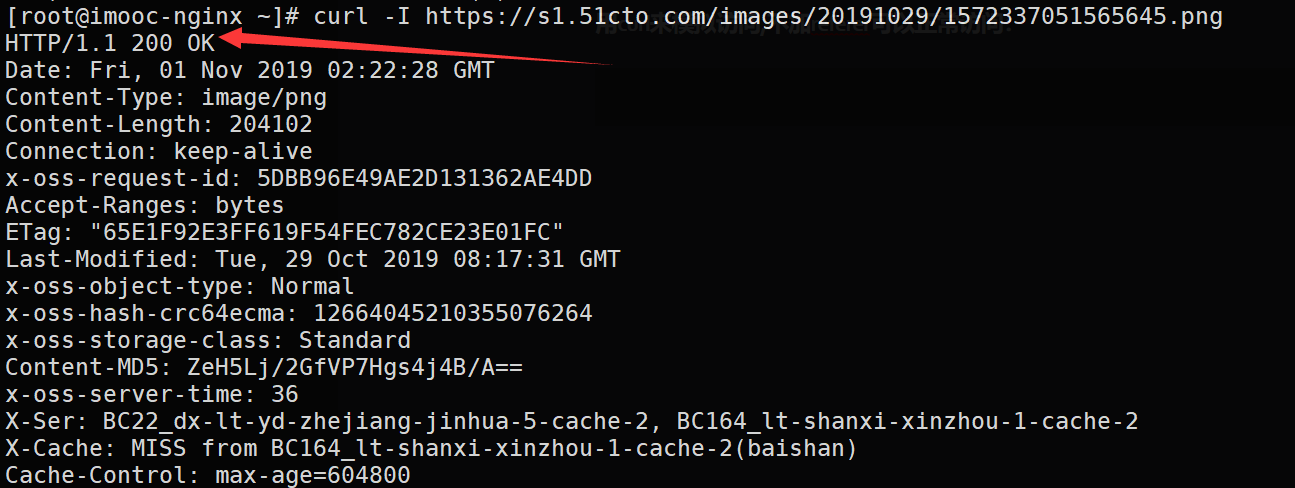 [root@imooc-nginx ~]# curl -I https://s1.51cto.com/images/20191029/1572337051565645.png
HTTP/1.1 200 OK
Date: Fri, 01 Nov 2019 02:22:28 GMT
Content-Type: image/png
Content-Length: 204102
Connection: keep-alive
x-oss-request-id: 5DBB96E49AE2D131362AE4DD
Accept-Ranges: bytes
ETag: "65E1F92E3FF619F54FEC782CE23E01FC"
Last-Modified: Tue, 29 Oct 2019 08:17:31 GMT
x-oss-object-type: Normal
x-oss-hash-crc64ecma: 12664045210355076264
x-oss-storage-class: Standard
Content-MD5: ZeH5Lj/2GfVP7Hgs4j4B/A==
x-oss-server-time: 36
X-Ser: BC22_dx-lt-yd-zhejiang-jinhua-5-cache-2, BC164_lt-shanxi-xinzhou-1-cache-2
X-Cache: MISS from BC164_lt-shanxi-xinzhou-1-cache-2(baishan)
Cache-Control: max-age=604800